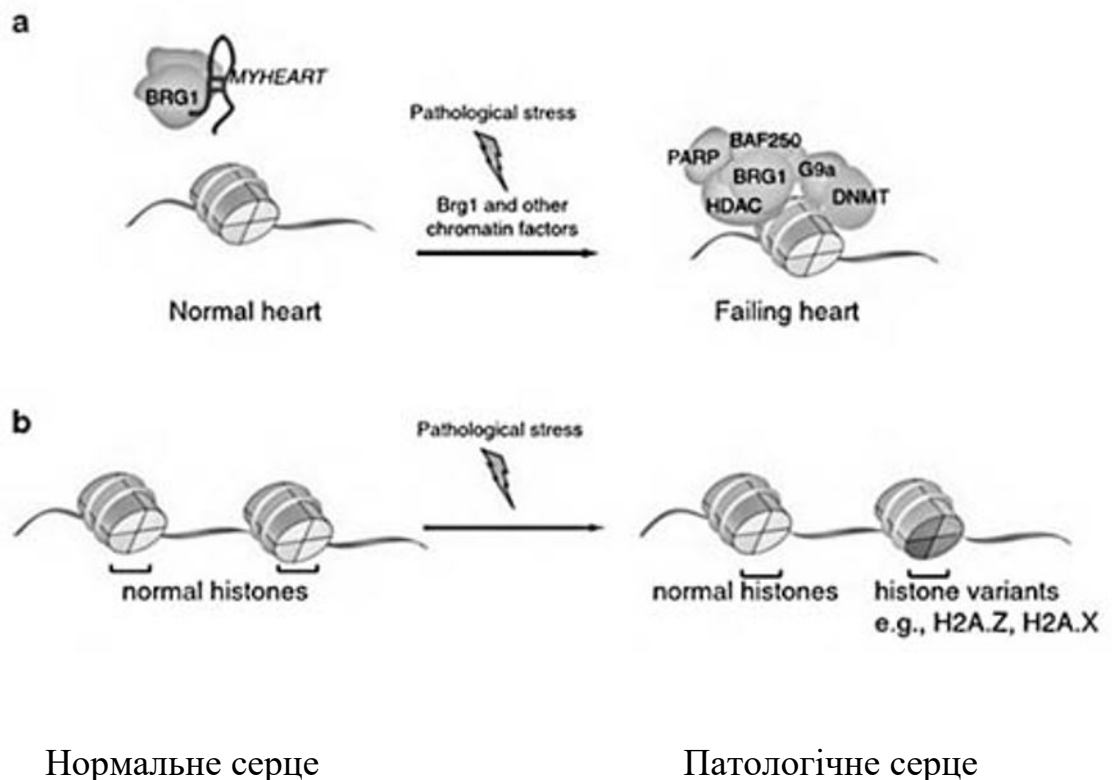 a
BRG1
MYHEART
Pathological stress
Brg1 and other
chromatin factors
PARP
BAF250
BRG1
G9a
HDAC
DNMT
Normal heart
Failing heart
b
Pathological stress
normal histones
normal histones
histone variants
e.g., H2A.Z, H2A.X
Нормальне серце
Патологічне серце